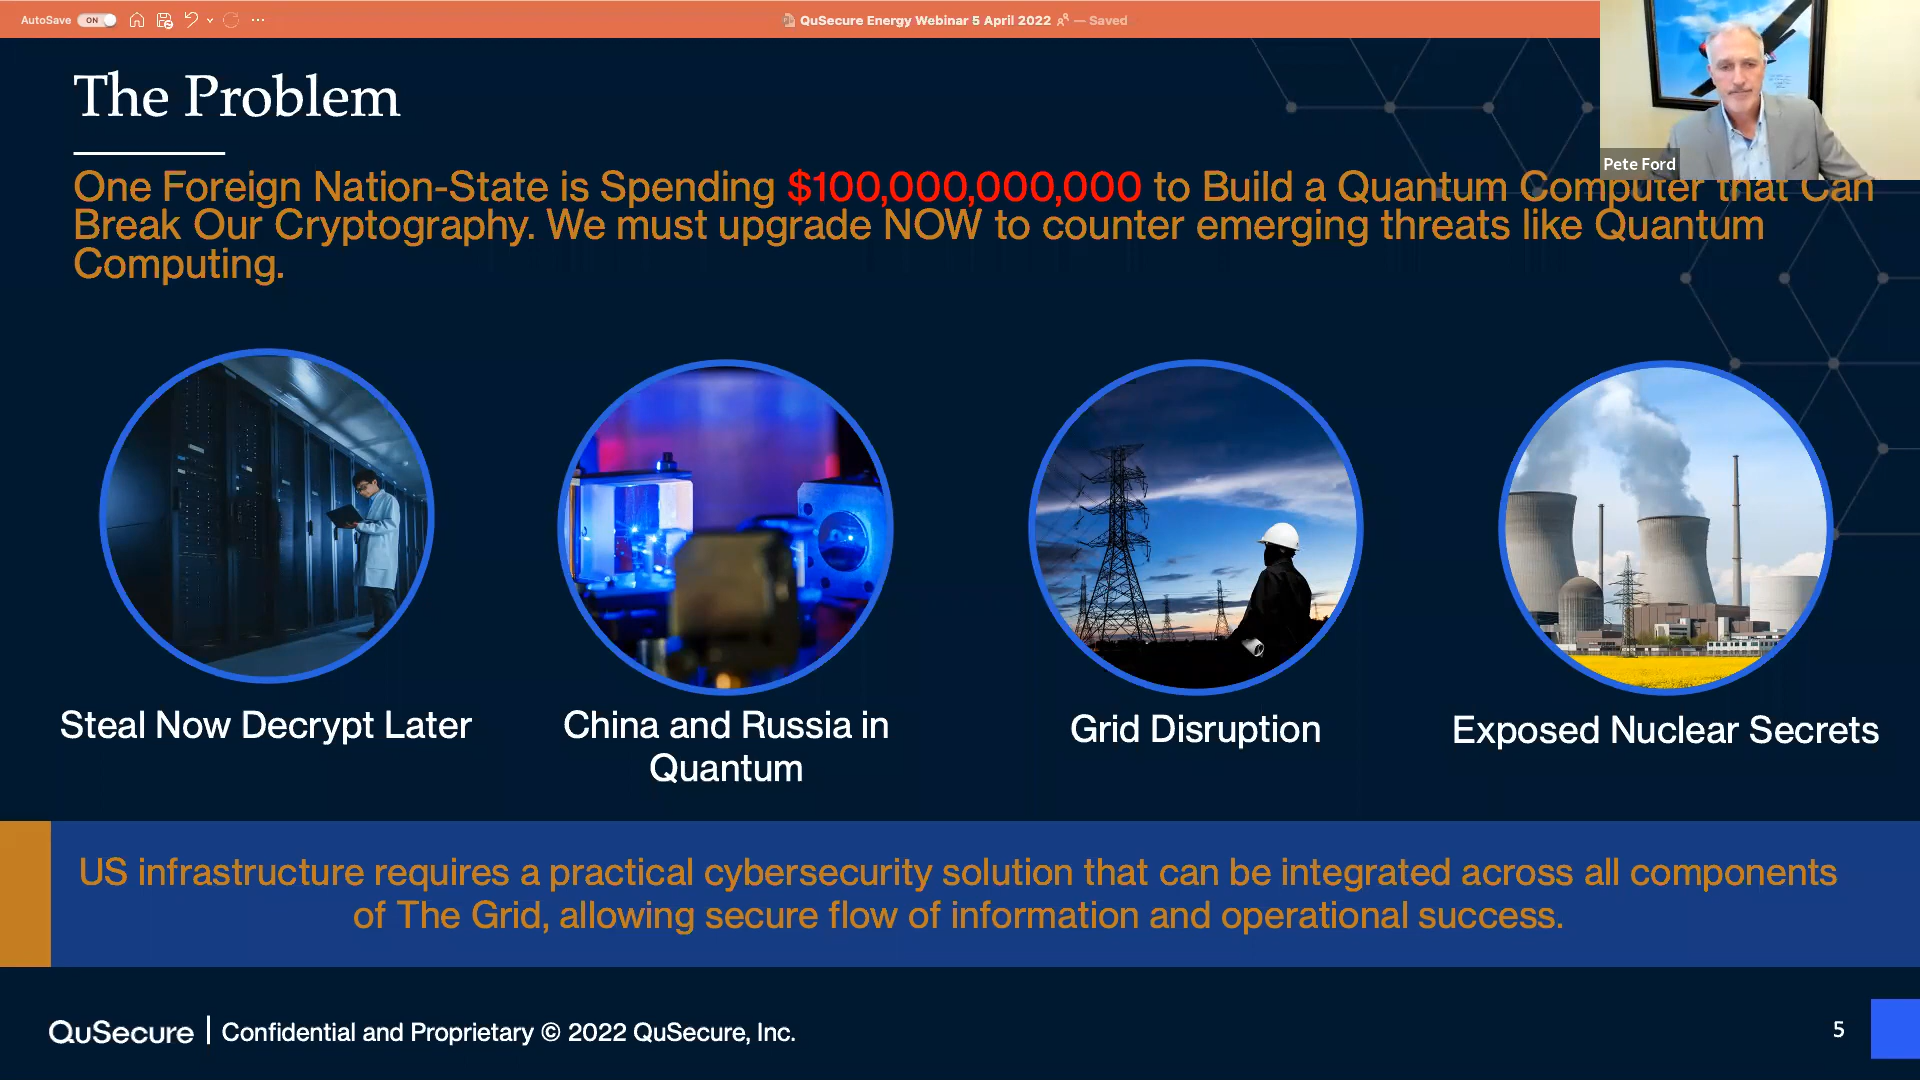 AutoSave ON ... QuSecure Energy Webinar 5 April 2022 — Saved
The Problem
Pete Ford
One Foreign Nation-State is Spending $100,000,000,000 to Build a Quantum Computer that Can
Break Our Cryptography. We must upgrade NOW to counter emerging threats like Quantum
Computing.
Steal Now Decrypt Later
China and Russia in
Quantum
Grid Disruption
Exposed Nuclear Secrets
US infrastructure requires a practical cybersecurity solution that can be integrated across all components
of The Grid, allowing secure flow of information and operational success.
QuSecure | Confidential and Proprietary © 2022 QuSecure, Inc.
5